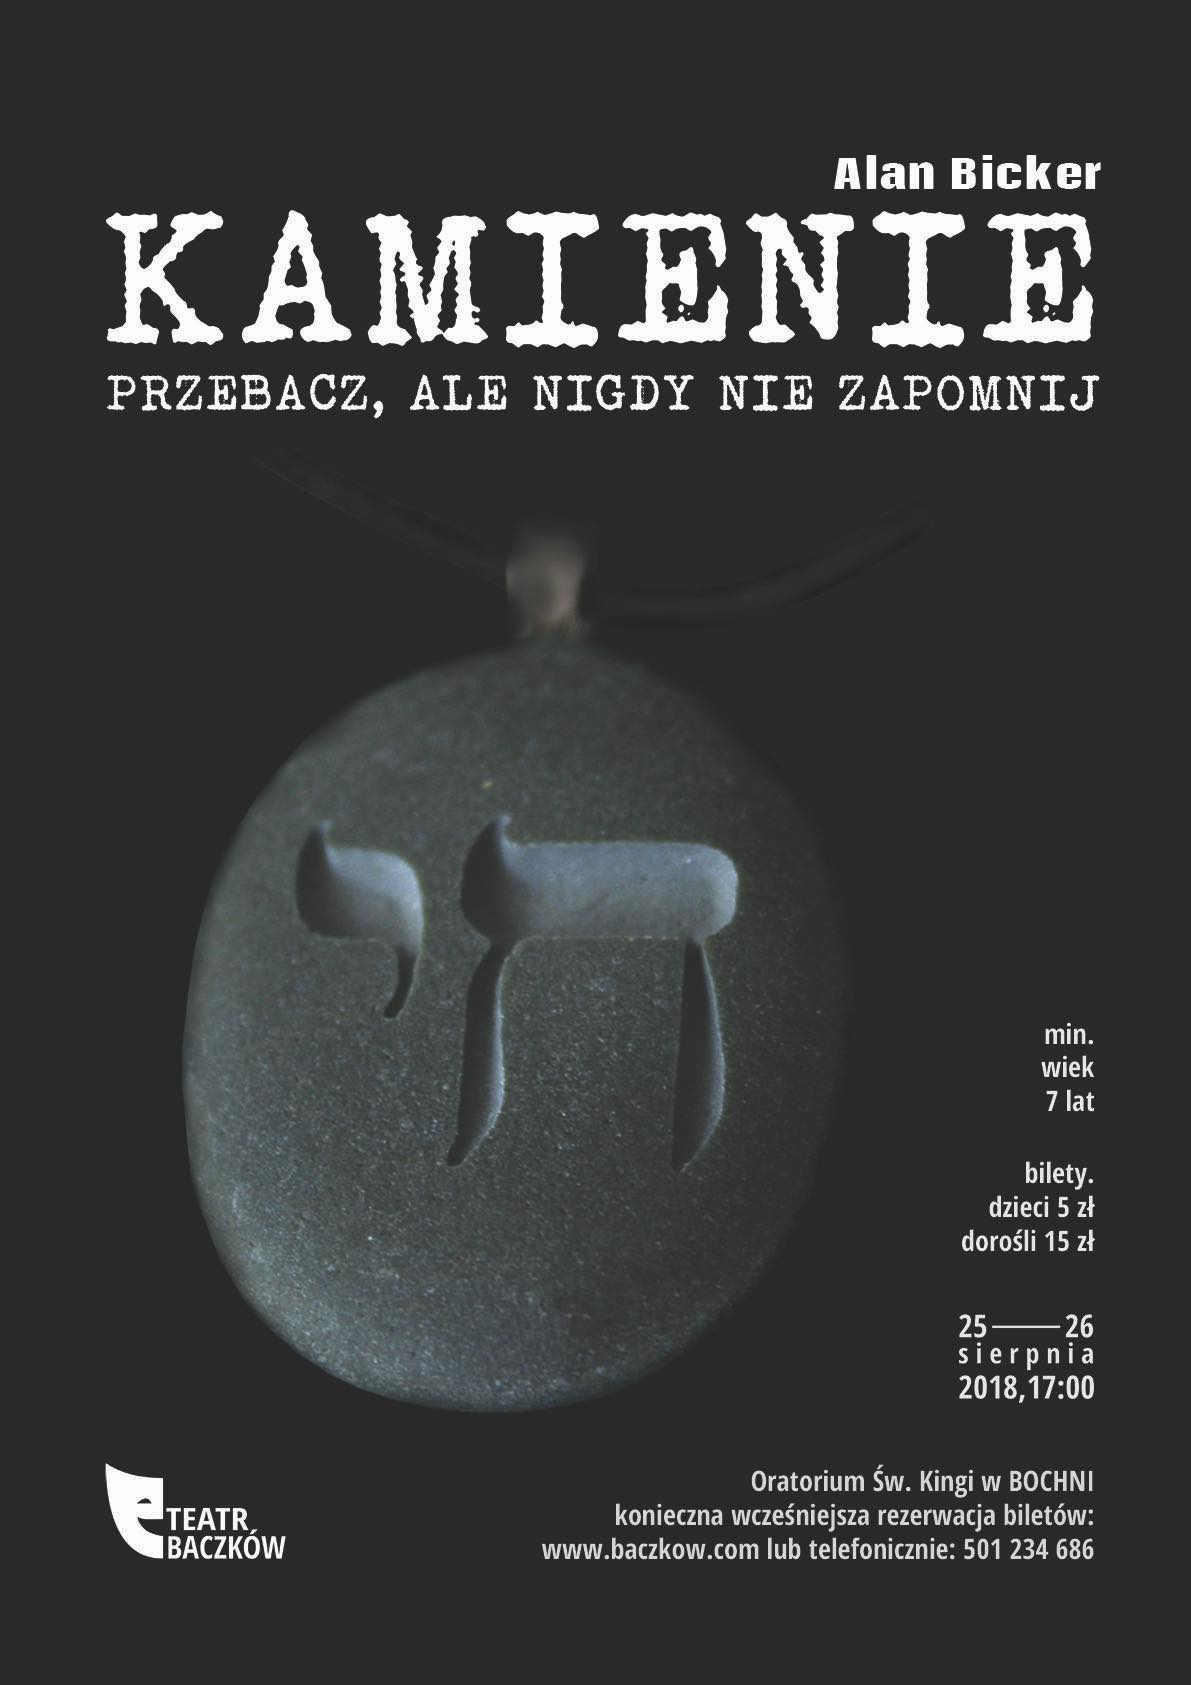 Alan Bicker
KAMIENIE
PRZEBACZ, ALE NIGDY NIE ZAPOMNIJ
חי
min.
wiek
7 lat
bilety.
dzieci 5 zł
dorośli 15 zł
25——26
sierpnia
2018,17:00
TEATR
BACZKÓW
Oratorium Św. Kingi w BOCHNI
konieczna wcześniejsza rezerwacja biletów:
www.baczkow.com lub telefonicznie: 501 234 686